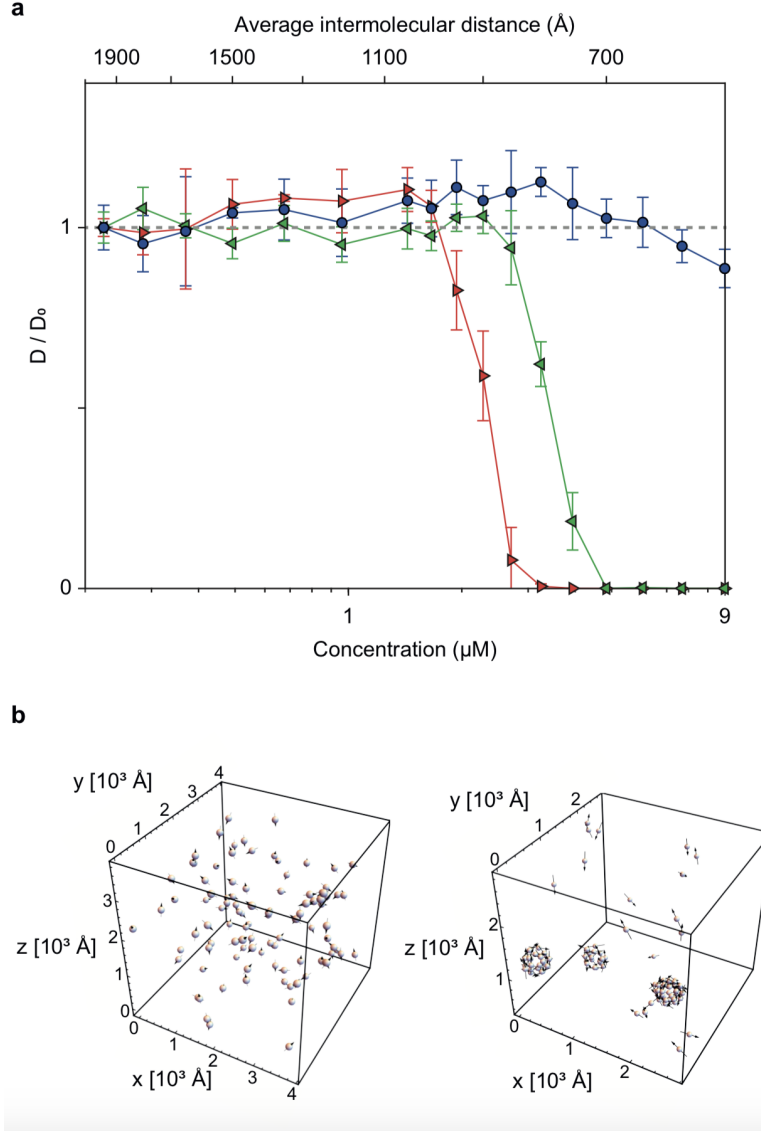 a
Average intermolecular distance (Å)
1900 1500 1100 700
1
D / D₀
0
1 9
Concentration (μM)
b
y [10³ Å] 4
3
2
1
0
3
z [10³ Å] 2
1
0
0
1
2
3
4
x [10³ Å]
y [10³ Å] 2
1
0
2
z [10³ Å]
1
0
1
2
x [10³ Å]